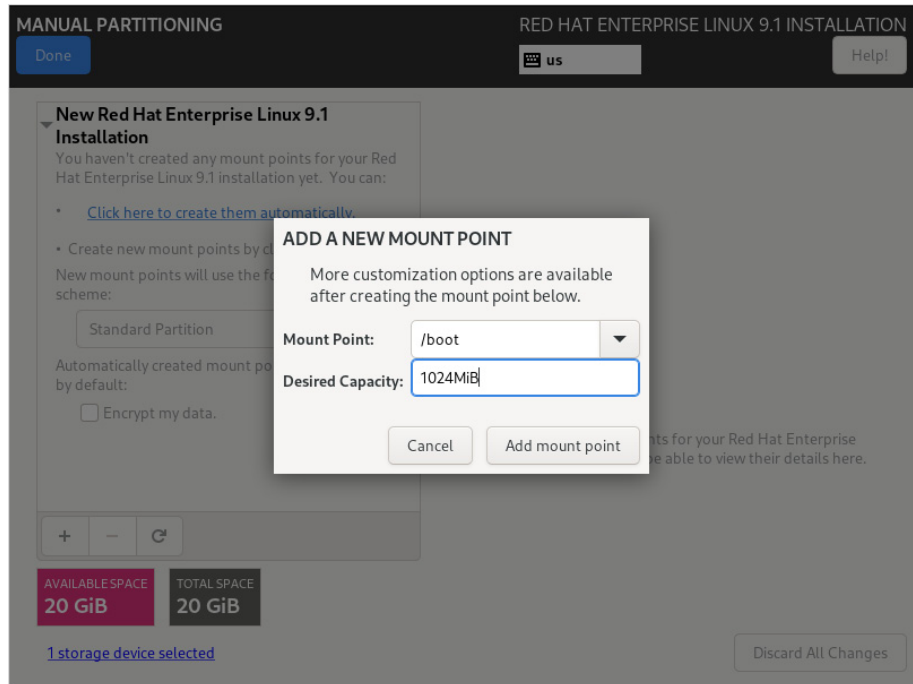 MANUAL PARTITIONING
RED HAT ENTERPRISE LINUX 9.1 INSTALLATION
Done
us
Help!
New Red Hat Enterprise Linux 9.1
Installation
You haven't created any mount points for your Red
Hat Enterprise Linux 9.1 installation yet. You can:
• Click here to create them automatically.
• Create new mount points by cl
New mount points will use the fo
scheme:
Standard Partition
Automatically created mount po
by default:
Encrypt my data.
ADD A NEW MOUNT POINT
More customization options are available
after creating the mount point below.
Mount Point: /boot
Desired Capacity: 1024MiB
Cancel
Add mount point
nts for your Red Hat Enterprise
be able to view their details here.
+ −
AVAILABLE SPACE
20 GiB
TOTAL SPACE
20 GiB
1 storage device selected
Discard All Changes